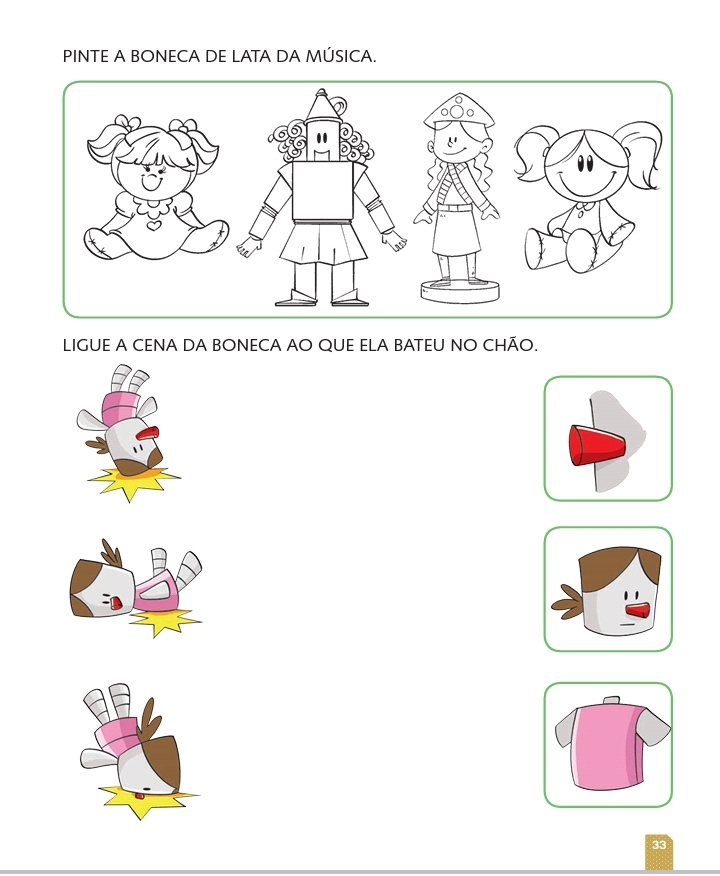 PINTE A BONECA DE LATA DA MÚSICA.
LIGUE A CENA DA BONECA AO QUE ELA BATEU NO CHÃO.
33